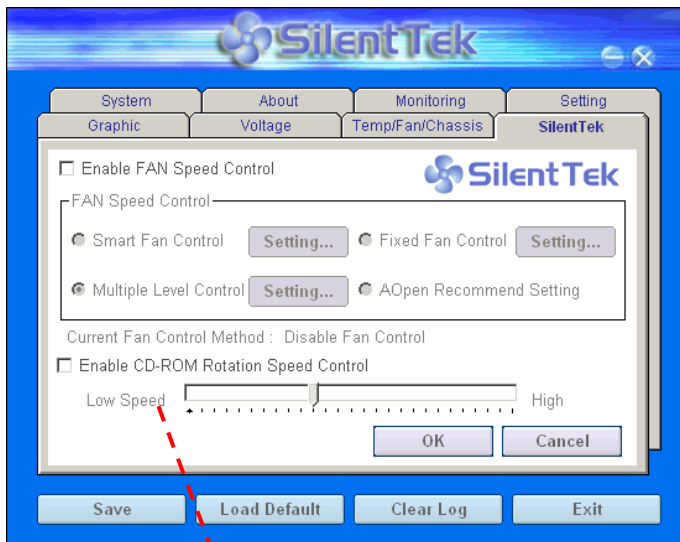 SilentTek
System About Monitoring Setting
Graphic Voltage Temp/Fan/Chassis SilentTek
Enable FAN Speed Control
SilentTek
FAN Speed Control
Smart Fan Control Setting... Fixed Fan Control Setting...
Multiple Level Control Setting... AOpen Recommend Setting
Current Fan Control Method : Disable Fan Control
Enable CD-ROM Rotation Speed Control
Low Speed High
OK Cancel
Save Load Default Clear Log Exit